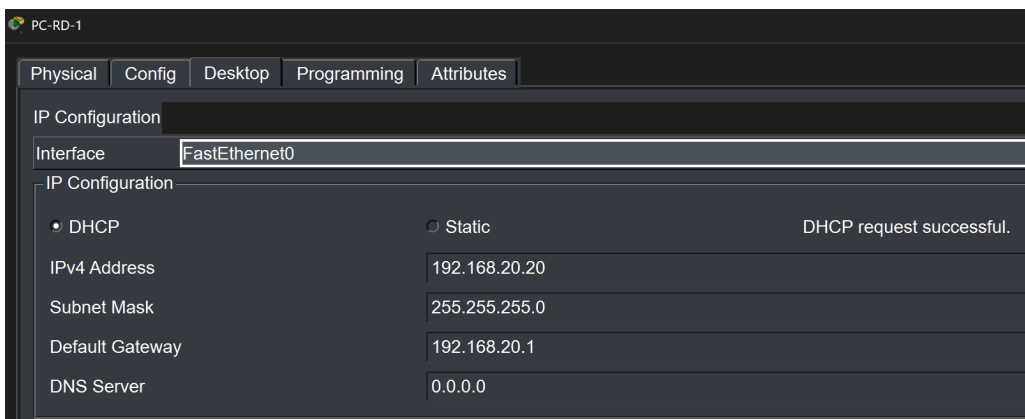 PC-RD-1
Physical Config Desktop Programming Attributes
IP Configuration
Interface FastEthernet0
IP Configuration
DHCP Static DHCP request successful.
IPv4 Address 192.168.20.20
Subnet Mask 255.255.255.0
Default Gateway 192.168.20.1
DNS Server 0.0.0.0